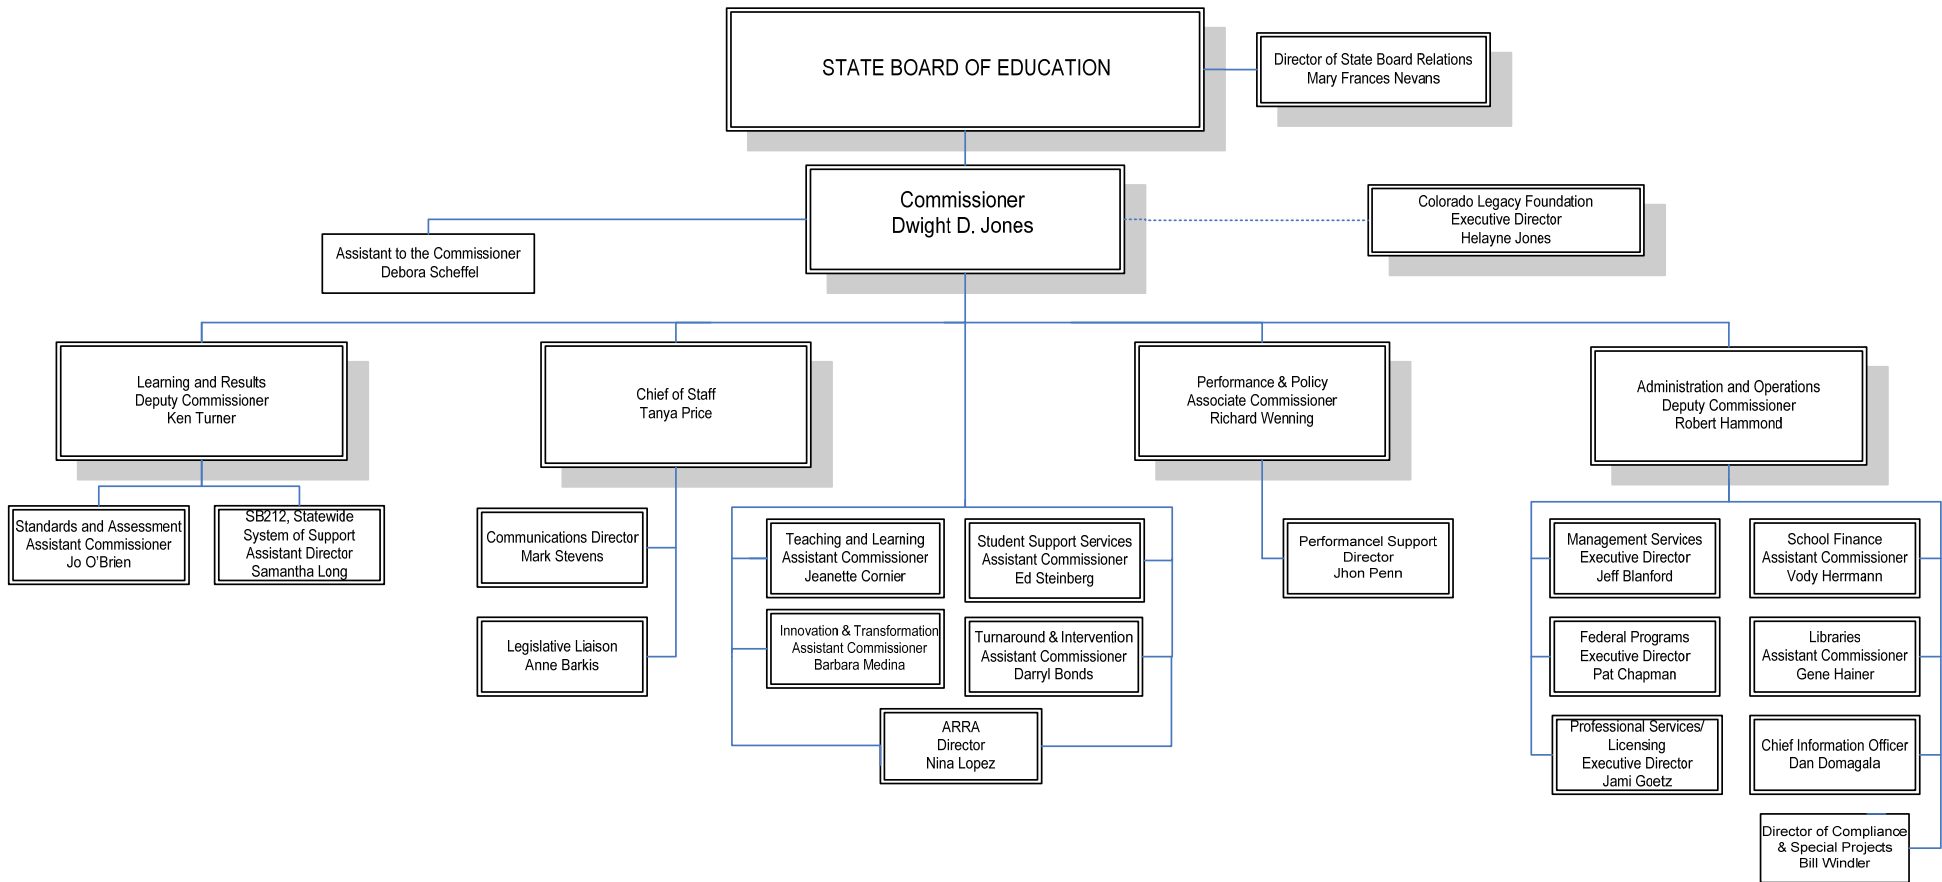 STATE BOARD OF EDUCATION
Director of State Board Relations
Mary Frances Nevans
Commissioner
Dwight D. Jones
Colorado Legacy Foundation
Executive Director
Helayne Jones
Assistant to the Commissioner
Debora Scheffel
Learning and Results
Deputy Commissioner
Ken Turner
Chief of Staff
Tanya Price
Performance & Policy
Associate Commissioner
Richard Wenning
Administration and Operations
Deputy Commissioner
Robert Hammond
Standards and Assessment
Assistant Commissioner
Jo O'Brien
SB212, Statewide
System of Support
Assistant Director
Samantha Long
Communications Director
Mark Stevens
Legislative Liaison
Anne Barkis
Teaching and Learning
Assistant Commissioner
Jeanette Cornier
Student Support Services
Assistant Commissioner
Ed Steinberg
Innovation & Transformation
Assistant Commissioner
Barbara Medina
Turnaround & Intervention
Assistant Commissioner
Darryl Bonds
ARRA
Director
Nina Lopez
Performancel Support
Director
Jhon Penn
Management Services
Executive Director
Jeff Blanford
School Finance
Assistant Commissioner
Vody Herrmann
Federal Programs
Executive Director
Pat Chapman
Libraries
Assistant Commissioner
Gene Hainer
Professional Services/
Licensing
Executive Director
Jami Goetz
Chief Information Officer
Dan Domagala
Director of Compliance
& Special Projects
Bill Windler